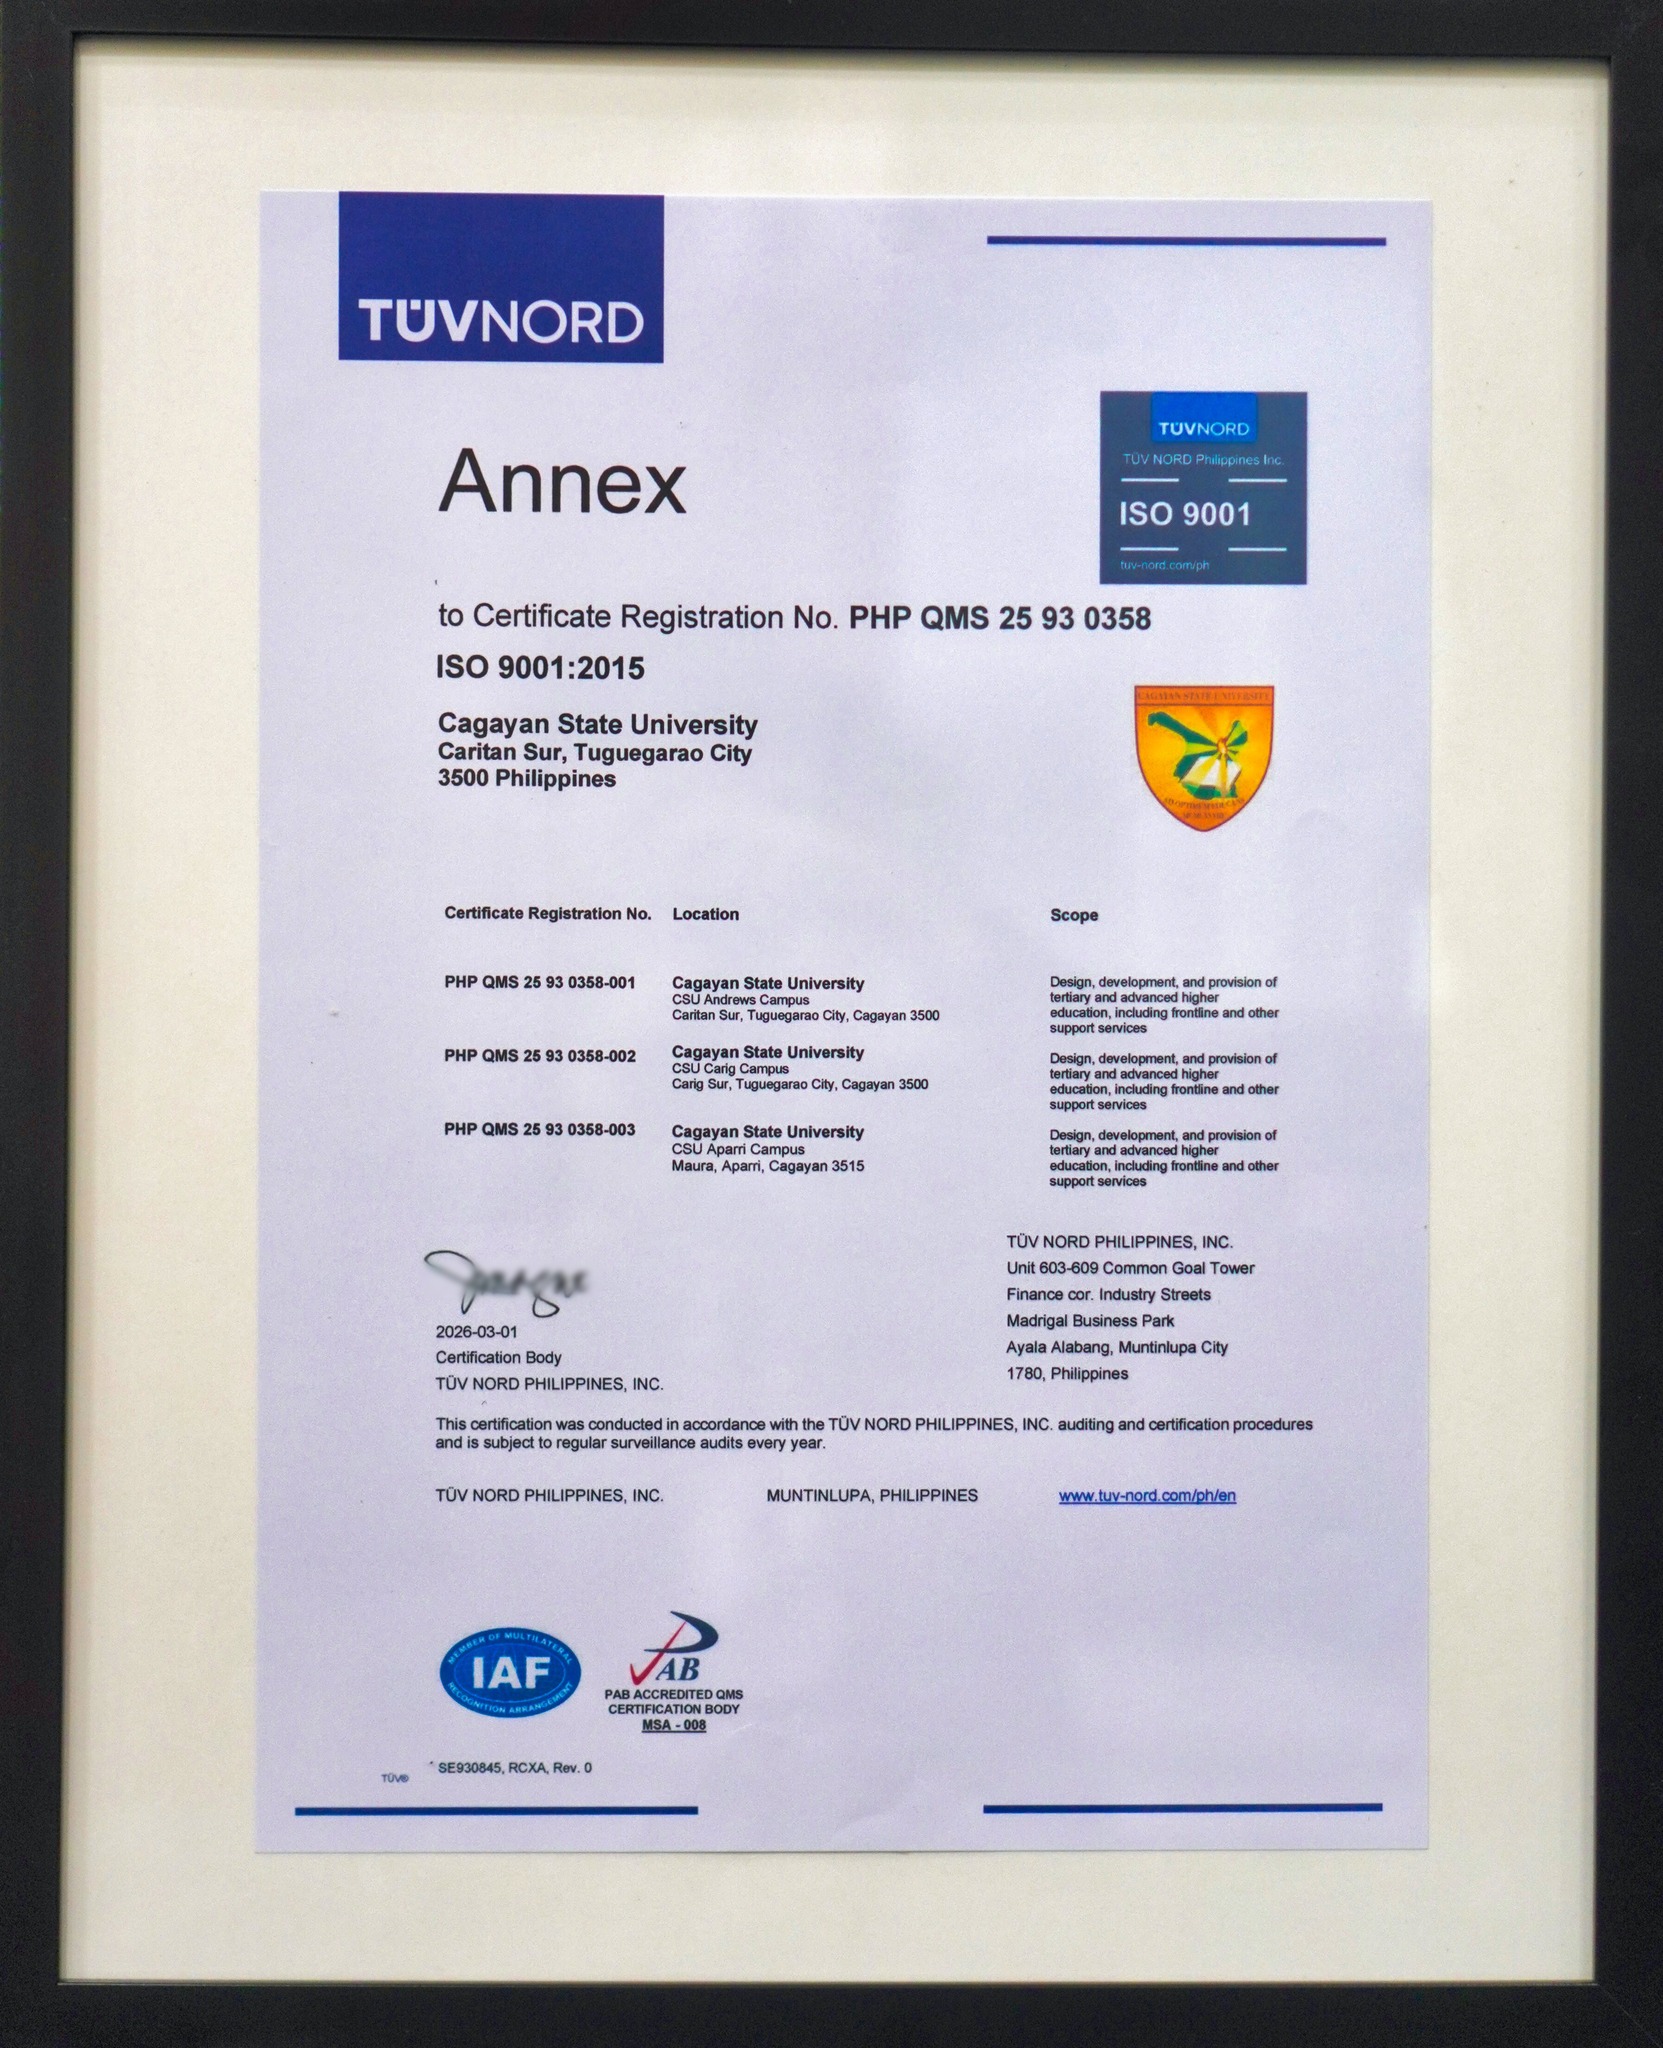 TÜVNORD
TÜVNORD
TÜV NORD Philippines Inc.
ISO 9001
tuv-nord.com/ph
Annex
to Certificate Registration No. PHP QMS 25 93 0358
ISO 9001:2015
Cagayan State University
Caritan Sur, Tuguegarao City
3500 Philippines
CAGAYAN STATE UNIVERSITY
Certificate Registration No. Location Scope
PHP QMS 25 93 0358-001
Cagayan State University
CSU Andrews Campus
Caritan Sur, Tuguegarao City, Cagayan 3500
Design, development, and provision of
tertiary and advanced higher
education, including frontline and other
support services
PHP QMS 25 93 0358-002
Cagayan State University
CSU Carig Campus
Carig Sur, Tuguegarao City, Cagayan 3500
Design, development, and provision of
tertiary and advanced higher
education, including frontline and other
support services
PHP QMS 25 93 0358-003
Cagayan State University
CSU Aparri Campus
Maura, Aparri, Cagayan 3515
Design, development, and provision of
tertiary and advanced higher
education, including frontline and other
support services
2026-03-01
Certification Body
TÜV NORD PHILIPPINES, INC.
TÜV NORD PHILIPPINES, INC.
Unit 603-609 Common Goal Tower
Finance cor. Industry Streets
Madrigal Business Park
Ayala Alabang, Muntinlupa City
1780, Philippines
This certification was conducted in accordance with the TÜV NORD PHILIPPINES, INC. auditing and certification procedures
and is subject to regular surveillance audits every year.
TÜV NORD PHILIPPINES, INC. MUNTINLUPA, PHILIPPINES www.tuv-nord.com/ph/en
MEMBER OF MULTILATERAL
IAF
RECOGNITION ARRANGEMENT
PAB
PAB ACCREDITED QMS
CERTIFICATION BODY
MSA - 008
TÜV®
SE930845, RCXA, Rev. 0